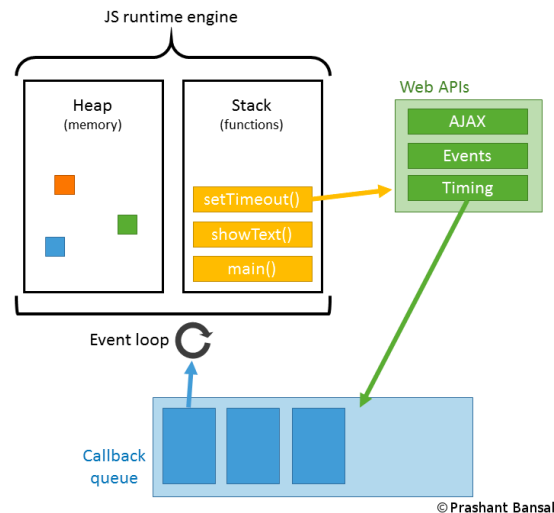 JS runtime engine
Heap
(memory)
Stack
(functions)
setTimeout()
showText()
main()
Web APIs
AJAX
Events
Timing
Event loop
Callback
queue
© Prashant Bansal